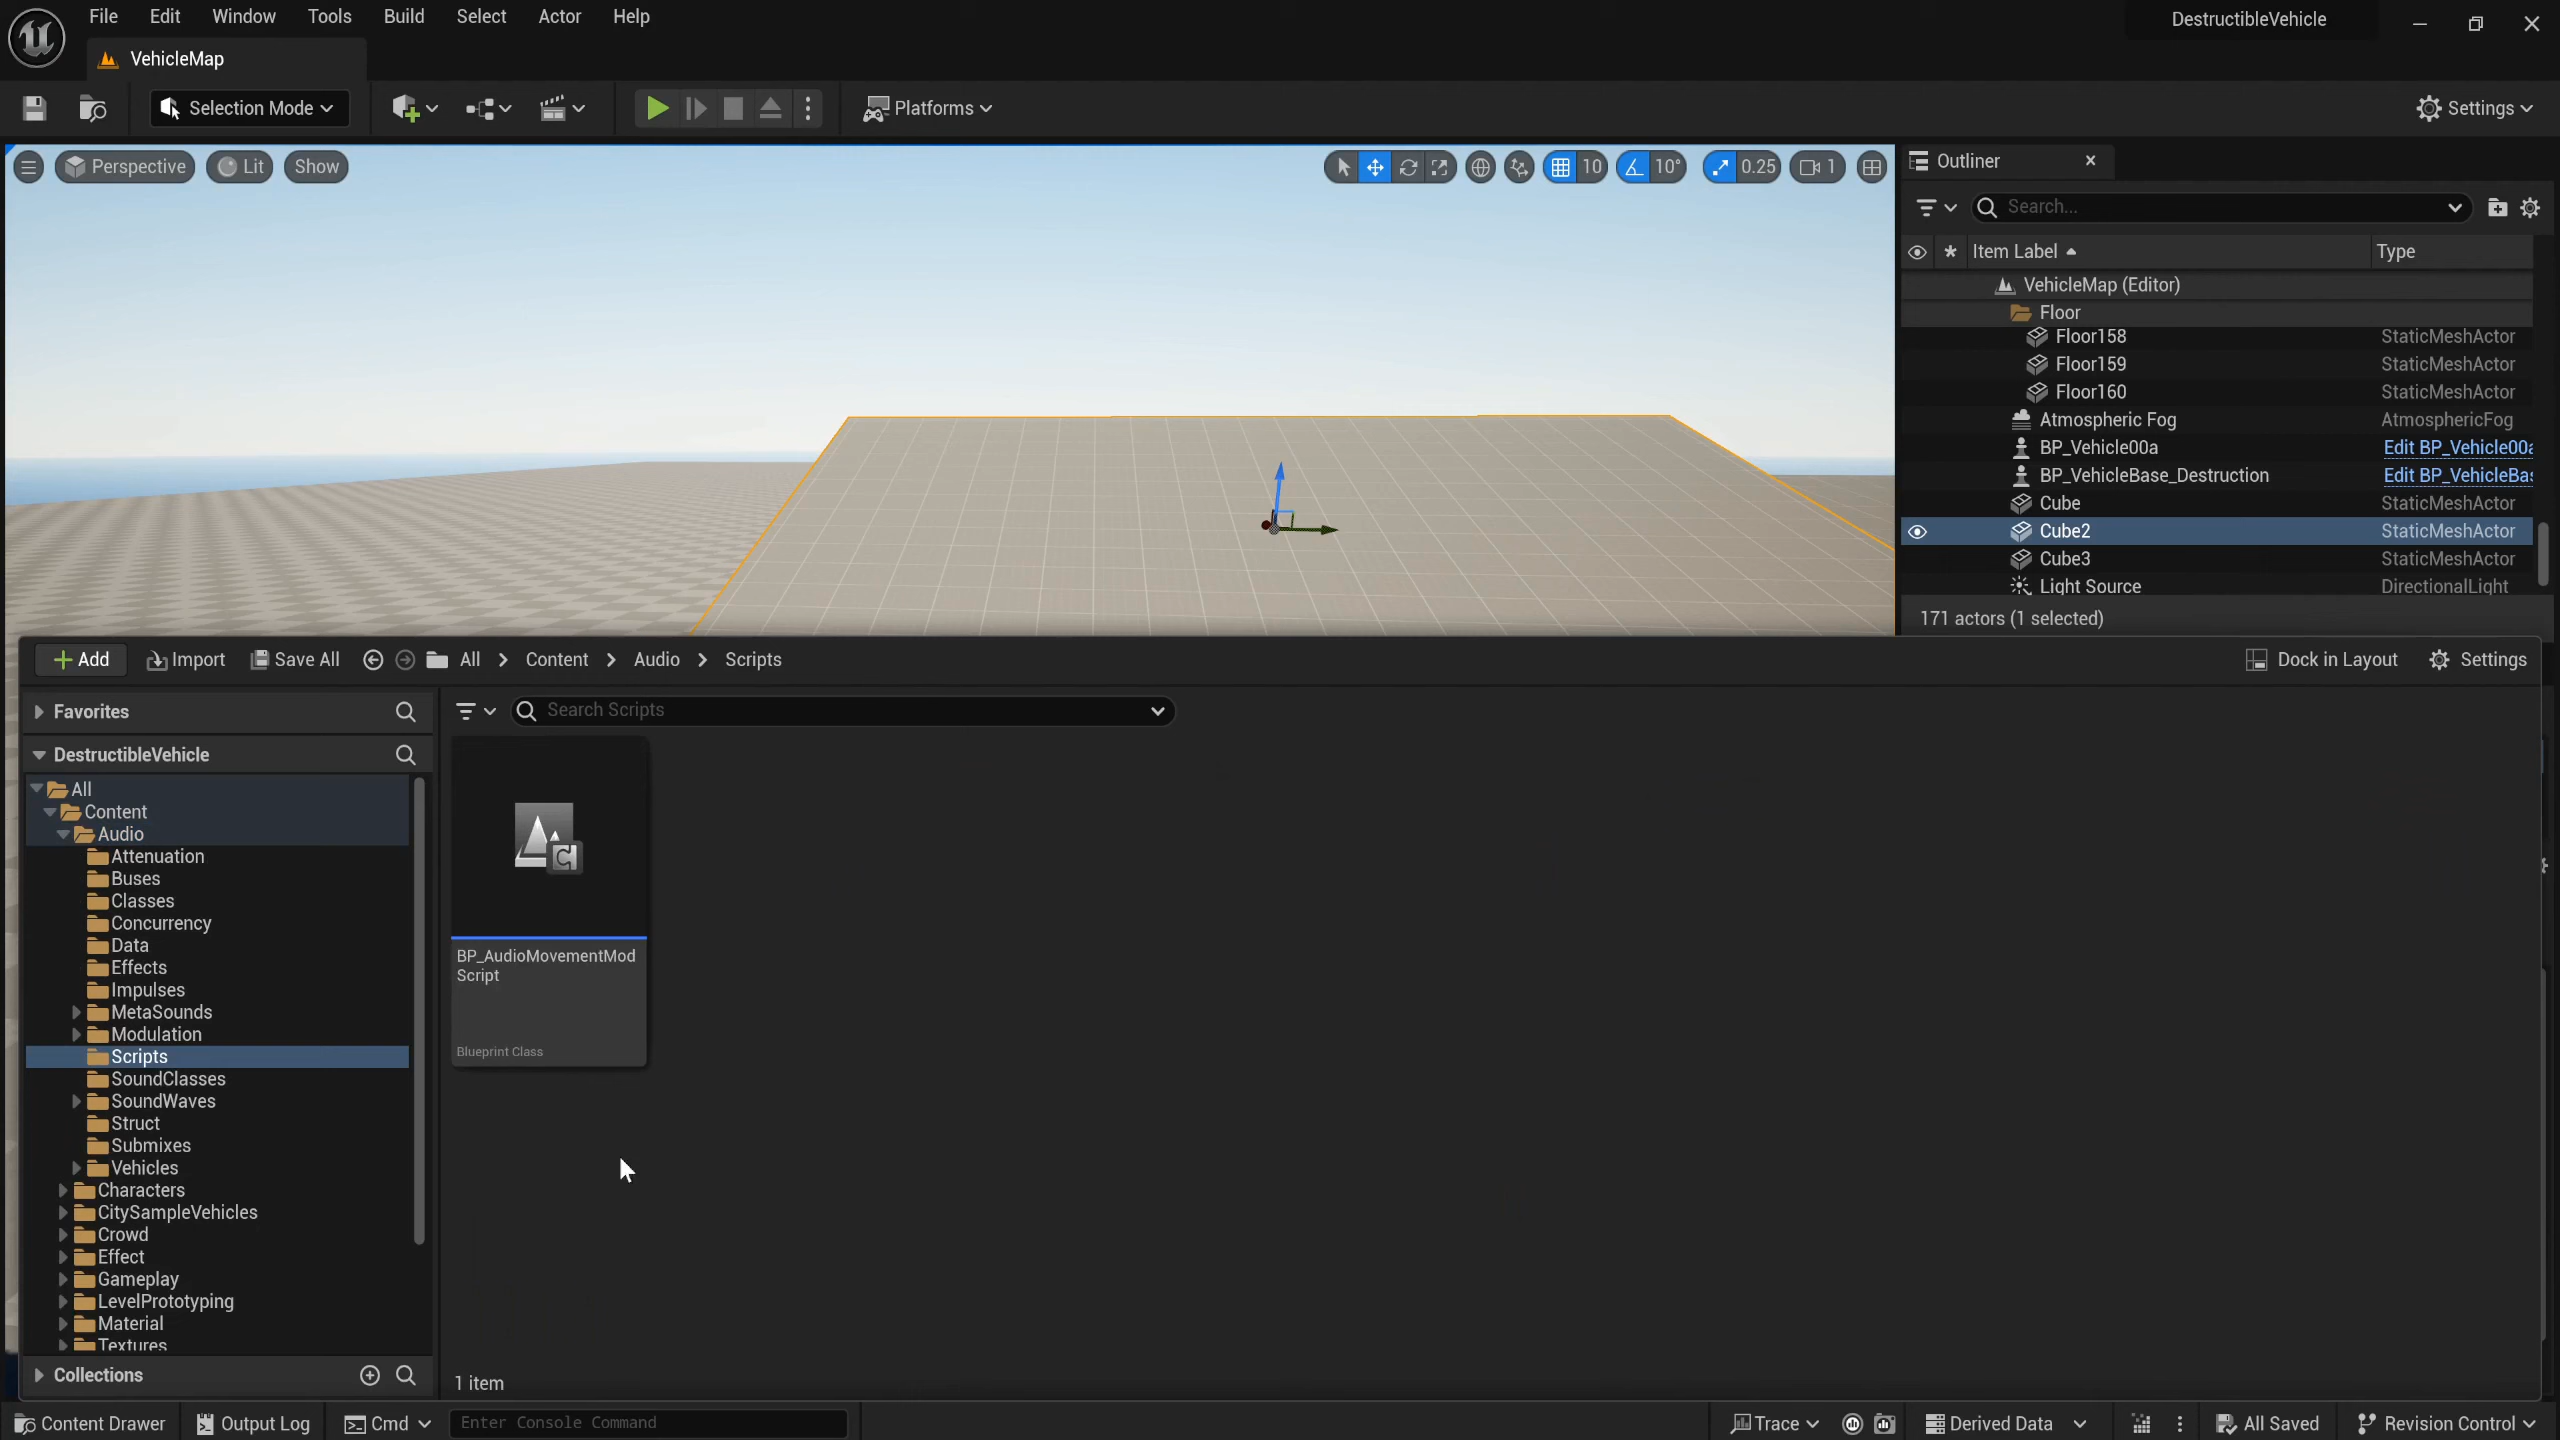 File Edit Window Tools Build Select Actor Help
DestructibleVehicle
VehicleMap
Selection Mode
Platforms
Settings
Perspective Lit Show
10 10° 0.25 1
Outliner
Search...
Item Label Type
VehicleMap (Editor)
Floor
Floor158 StaticMeshActor
Floor159 StaticMeshActor
Floor160 StaticMeshActor
Atmospheric Fog AtmosphericFog
BP_Vehicle00a Edit BP_Vehicle00a
BP_VehicleBase_Destruction Edit BP_VehicleBas
Cube StaticMeshActor
Cube2 StaticMeshActor
Cube3 StaticMeshActor
Light Source DirectionalLight
171 actors (1 selected)
Add Import Save All All Content Audio Scripts
Dock in Layout Settings
Favorites
Search Scripts
DestructibleVehicle
All
Content
Audio
Attenuation
Buses
Classes
Concurrency
Data
Effects
Impulses
MetaSounds
Modulation
Scripts
SoundClasses
SoundWaves
Struct
Submixes
Vehicles
Characters
CitySampleVehicles
Crowd
Effect
Gameplay
LevelPrototyping
Material
Textures
Collections
BP_AudioMovementMod
Script
Blueprint Class
1 item
Content Drawer Output Log Cmd Enter Console Command
Trace Derived Data All Saved Revision Control